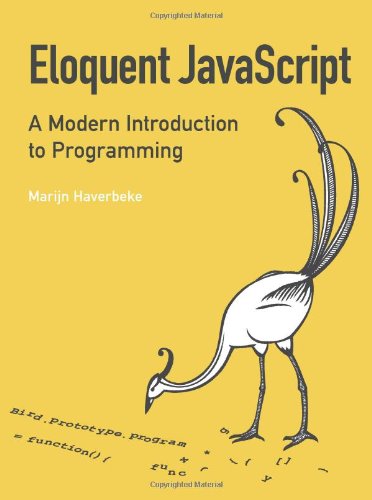 Copyrighted Material
Eloquent JavaScript
A Modern Introduction
to Programming
Marijn Haverbeke
Bird.Prototype.program
= function(){
func
* {
" r
g
~ ( {
[] (
y
Copyrighted Material